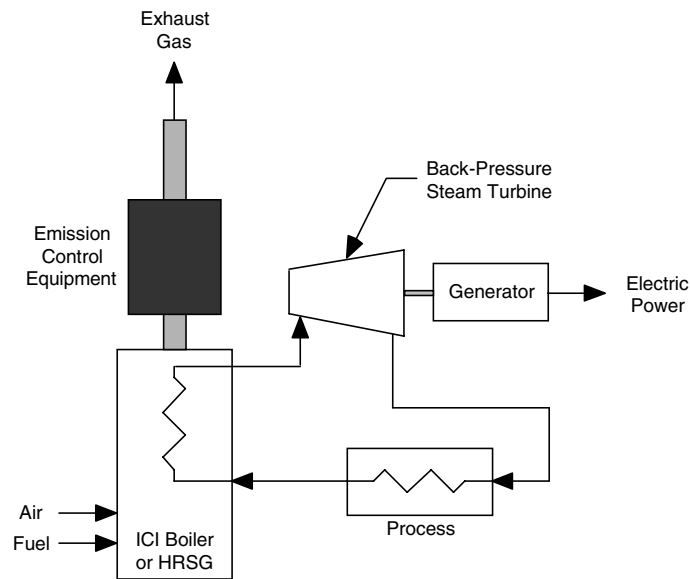 Exhaust
Gas
Back-Pressure
Steam Turbine
Emission
Control
Equipment
Generator
Electric
Power
Air
Fuel
ICI Boiler
or HRSG
Process